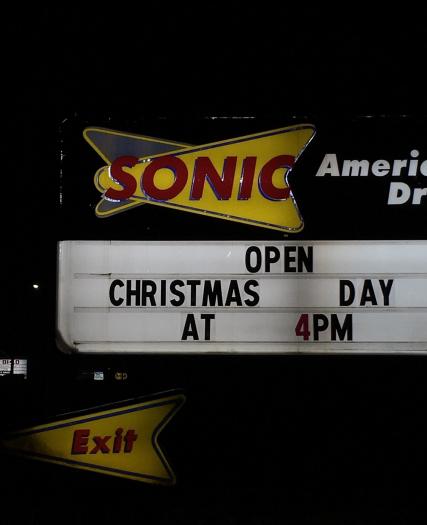 SONIC
Americ
Dr
OPEN
CHRISTMAS DAY
AT 4PM
Exit